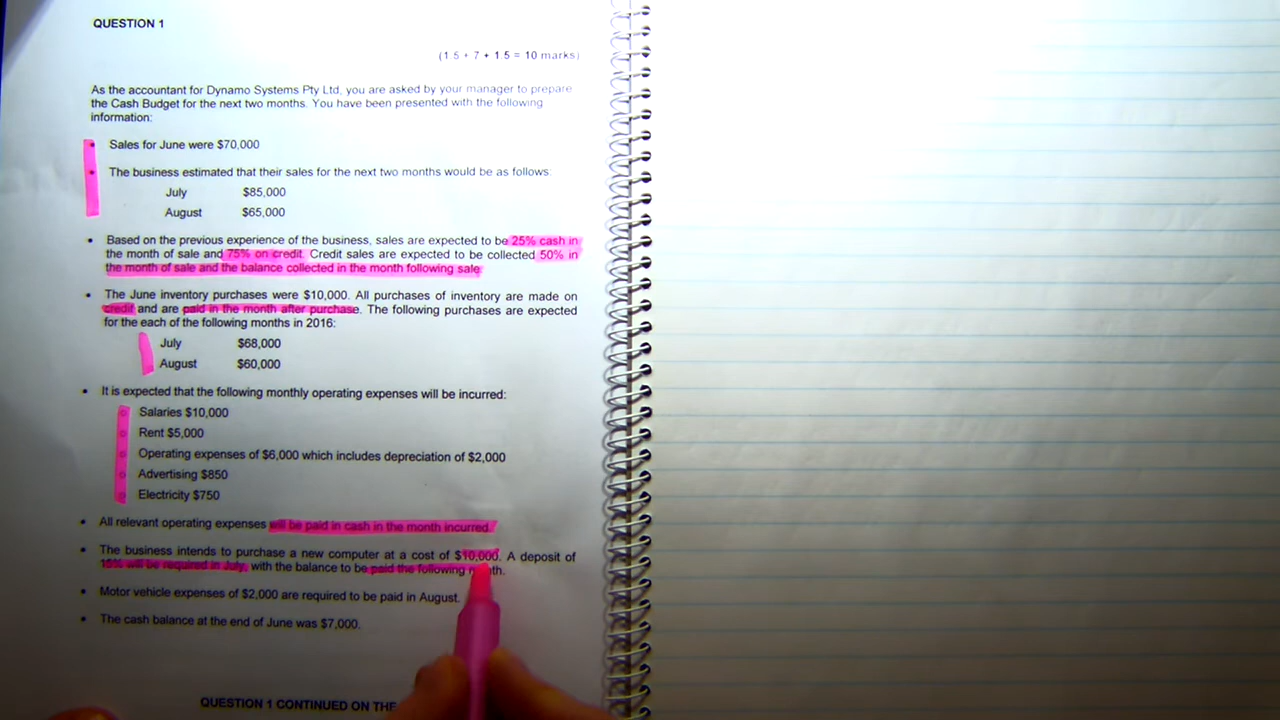 QUESTION 1
(1.5 + 7 + 1.5 = 10 marks)
As the accountant for Dynamo Systems Pty Ltd, you are asked by your manager to prepare
the Cash Budget for the next two months. You have been presented with the following
information:
• Sales for June were $70,000
• The business estimated that their sales for the next two months would be as follows:
July $85,000
August $65,000
• Based on the previous experience of the business, sales are expected to be 25% cash in
the month of sale and 75% on credit. Credit sales are expected to be collected 50% in
the month of sale and the balance collected in the month following sale
• The June inventory purchases were $10,000. All purchases of inventory are made on
credit and are paid in the month after purchase. The following purchases are expected
for the each of the following months in 2016:
July $68,000
August $60,000
• It is expected that the following monthly operating expenses will be incurred:
o Salaries $10,000
o Rent $5,000
o Operating expenses of $6,000 which includes depreciation of $2,000
o Advertising $850
o Electricity $750
• All relevant operating expenses will be paid in cash in the month incurred.
• The business intends to purchase a new computer at a cost of $10,000. A deposit of
15% will be required in July, with the balance to be paid the following
• Motor vehicle expenses of $2,000 are required to be paid in August.
• The cash balance at the end of June was $7,000.
QUESTION 1 CONTINUED ON THE